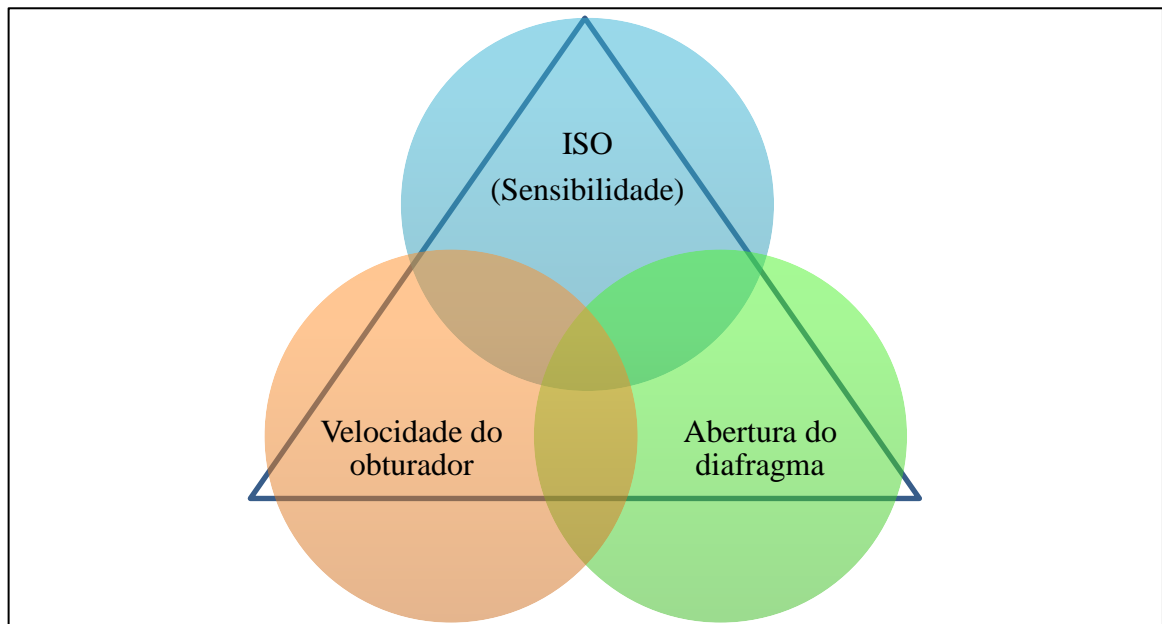 ISO
(Sensibilidade)
Velocidade do
obturador
Abertura do
diafragma